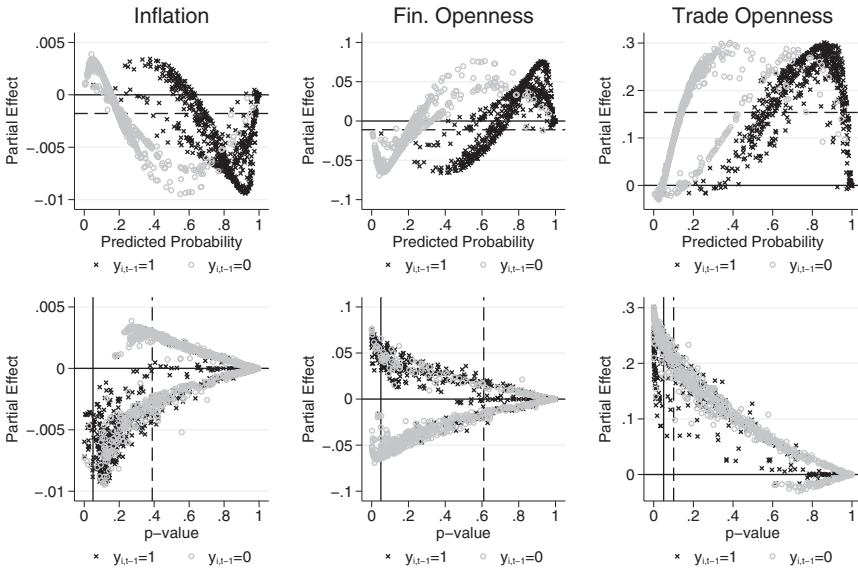 Inflation
.005
0
−.005
−.01
Partial Effect
0 .2 .4 .6 .8 1
Predicted Probability
× y_{i,t−1}=1 ○ y_{i,t−1}=0
Fin. Openness
.1
.05
0
−.05
−.1
Partial Effect
0 .2 .4 .6 .8 1
Predicted Probability
× y_{i,t−1}=1 ○ y_{i,t−1}=0
Trade Openness
.3
.2
.1
0
Partial Effect
0 .2 .4 .6 .8 1
Predicted Probability
× y_{i,t−1}=1 ○ y_{i,t−1}=0
.005
0
−.005
−.01
Partial Effect
0 .2 .4 .6 .8 1
p−value
× y_{i,t−1}=1 ○ y_{i,t−1}=0
.1
.05
0
−.05
−.1
Partial Effect
0 .2 .4 .6 .8 1
p−value
× y_{i,t−1}=1 ○ y_{i,t−1}=0
.3
.2
.1
0
Partial Effect
0 .2 .4 .6 .8 1
p−value
× y_{i,t−1}=1 ○ y_{i,t−1}=0